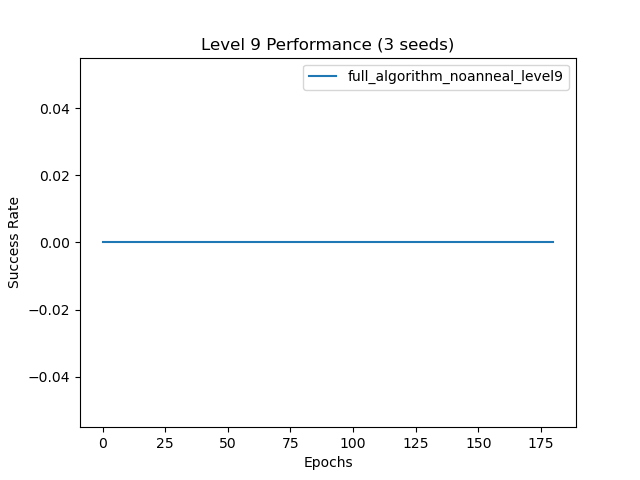 Level 9 Performance (3 seeds)
full_algorithm_noanneal_level9
Success Rate
0.04
0.02
0.00
−0.02
−0.04
0 25 50 75 100 125 150 175
Epochs